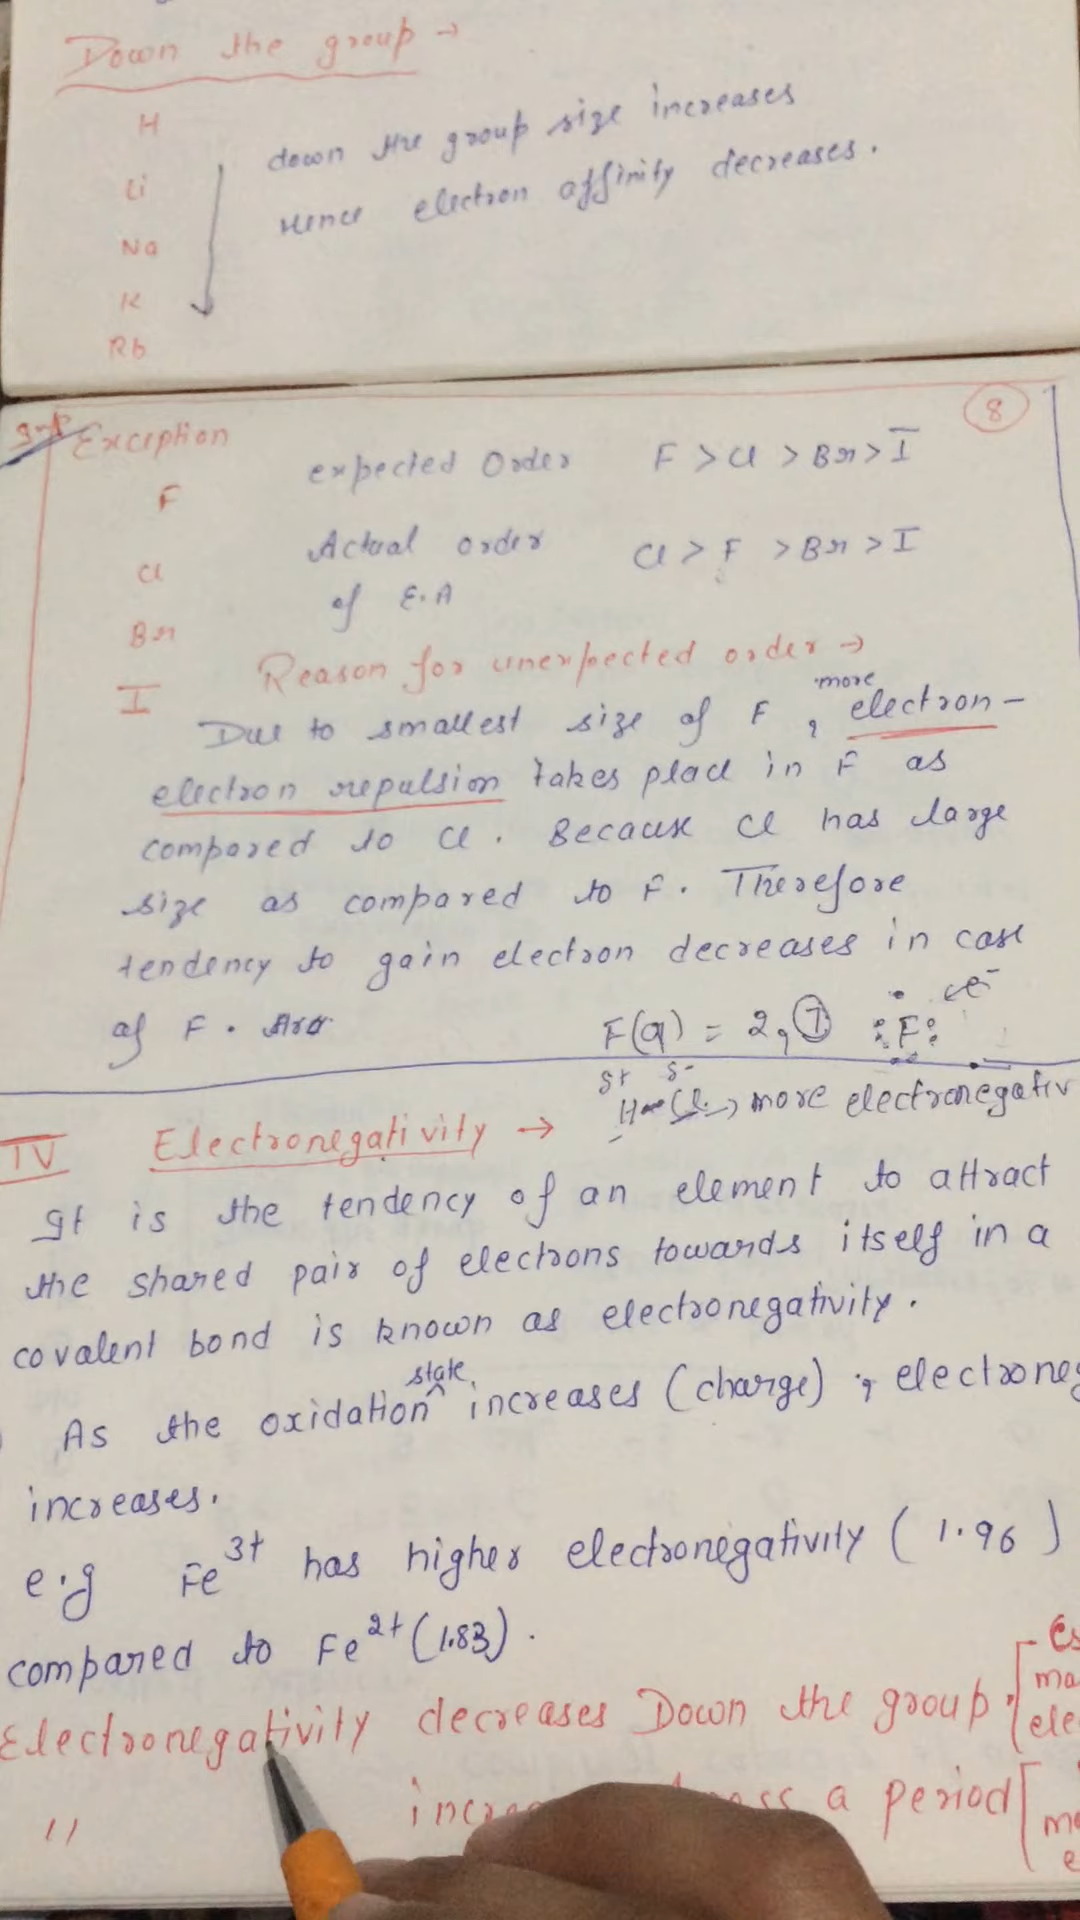 Down the group →
H
Li
Na
K
Rb
down the group size increases
Hence electron affinity decreases.
8
Exception
F
Cl
Br
I
expected Order F > Cl > Br > I
Actual order Cl > F > Br > I
of E.A
Reason for unexpected order →
more
Due to smallest size of F, electron-
electron repulsion takes place in F as
compared to Cl. Because Cl has large
size as compared to F. Therefore
tendency to gain electron decreases in case
of F.
F(9) = 2, 7 F e-
δ+ δ-
H Cl → more electronegativ
IV Electronegativity →
It is the tendency of an element to attract
the shared pair of electrons towards itself in a
covalent bond is known as electronegativity.
state
As the oxidation ^ increases (charge), electroneg
increases.
e.g Fe3+ has higher electronegativity (1.96)
compared to Fe2+ (1.83).
Electronegativity decreases Down the group.
" a period
Cs
ma
ele
e